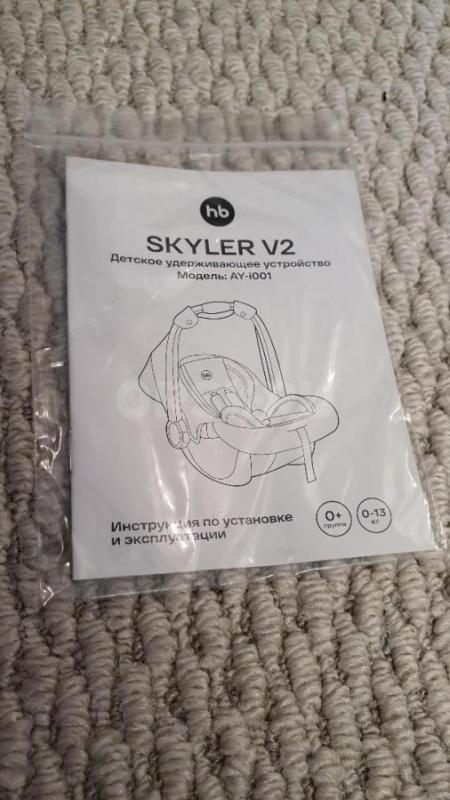 hb
SKYLER V2
Детское удерживающее устройство
Модель: AY-i001
hb
Инструкция по установке
и эксплуатации
0+
группа
0-13
кг